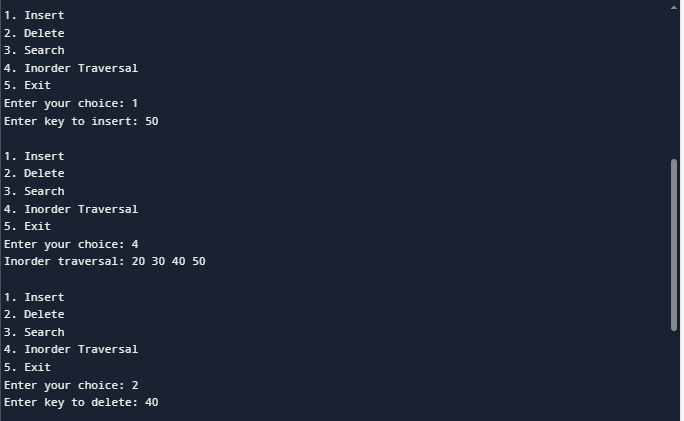 1. Insert
2. Delete
3. Search
4. Inorder Traversal
5. Exit
Enter your choice: 1
Enter key to insert: 50

1. Insert
2. Delete
3. Search
4. Inorder Traversal
5. Exit
Enter your choice: 4
Inorder traversal: 20 30 40 50

1. Insert
2. Delete
3. Search
4. Inorder Traversal
5. Exit
Enter your choice: 2
Enter key to delete: 40